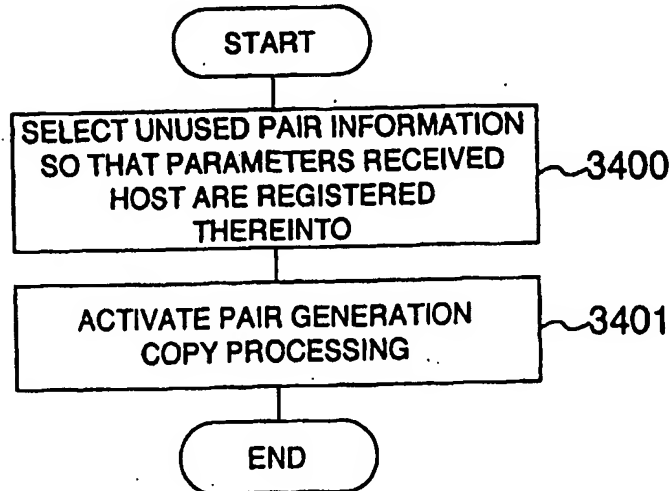 START
SELECT UNUSED PAIR INFORMATION
SO THAT PARAMETERS RECEIVED
HOST ARE REGISTERED
THEREINTO
3400
ACTIVATE PAIR GENERATION
COPY PROCESSING
3401
END